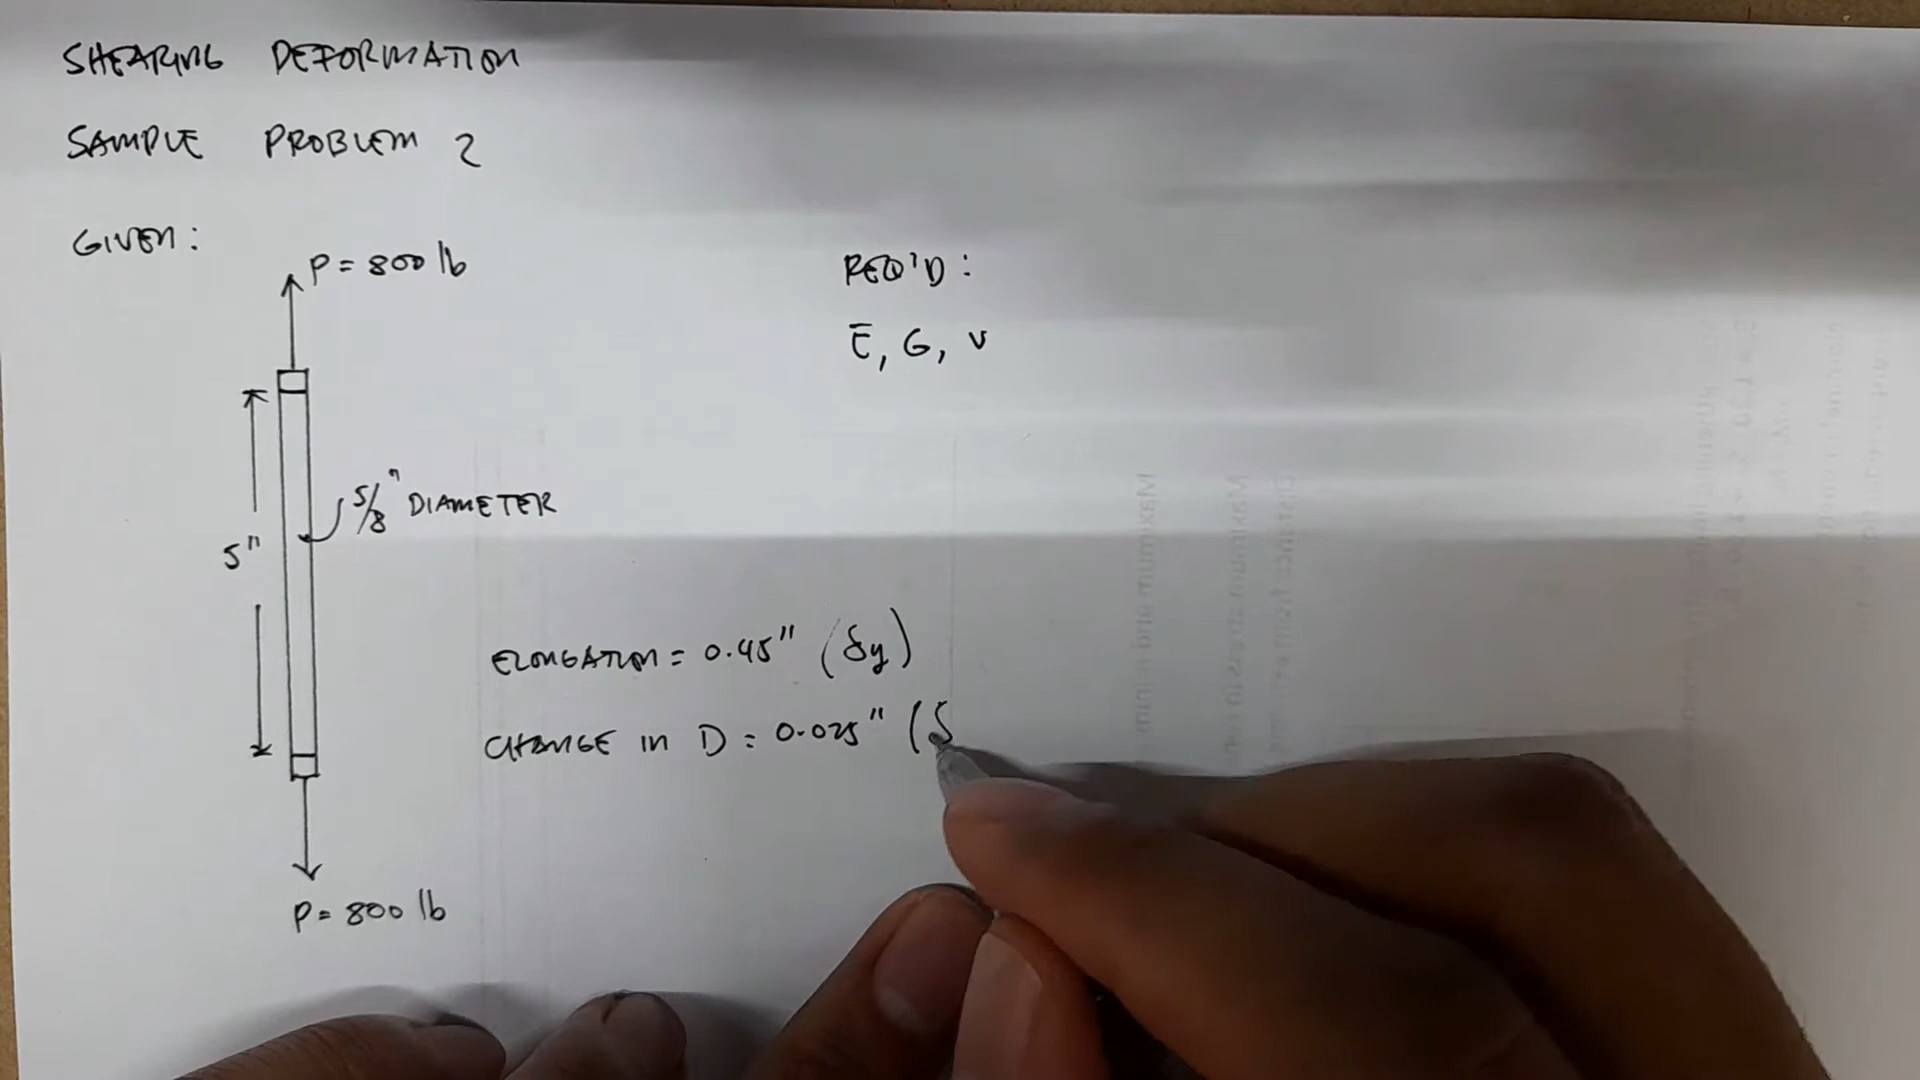 SHEARING DEFORMATION
SAMPLE PROBLEM 2
GIVEN:
P = 800 lb
REQ'D:
E, G, ν
5/8" DIAMETER
5"
ELONGATION = 0.45" (δy)
CHANGE IN D = 0.025" (δ
P = 800 lb